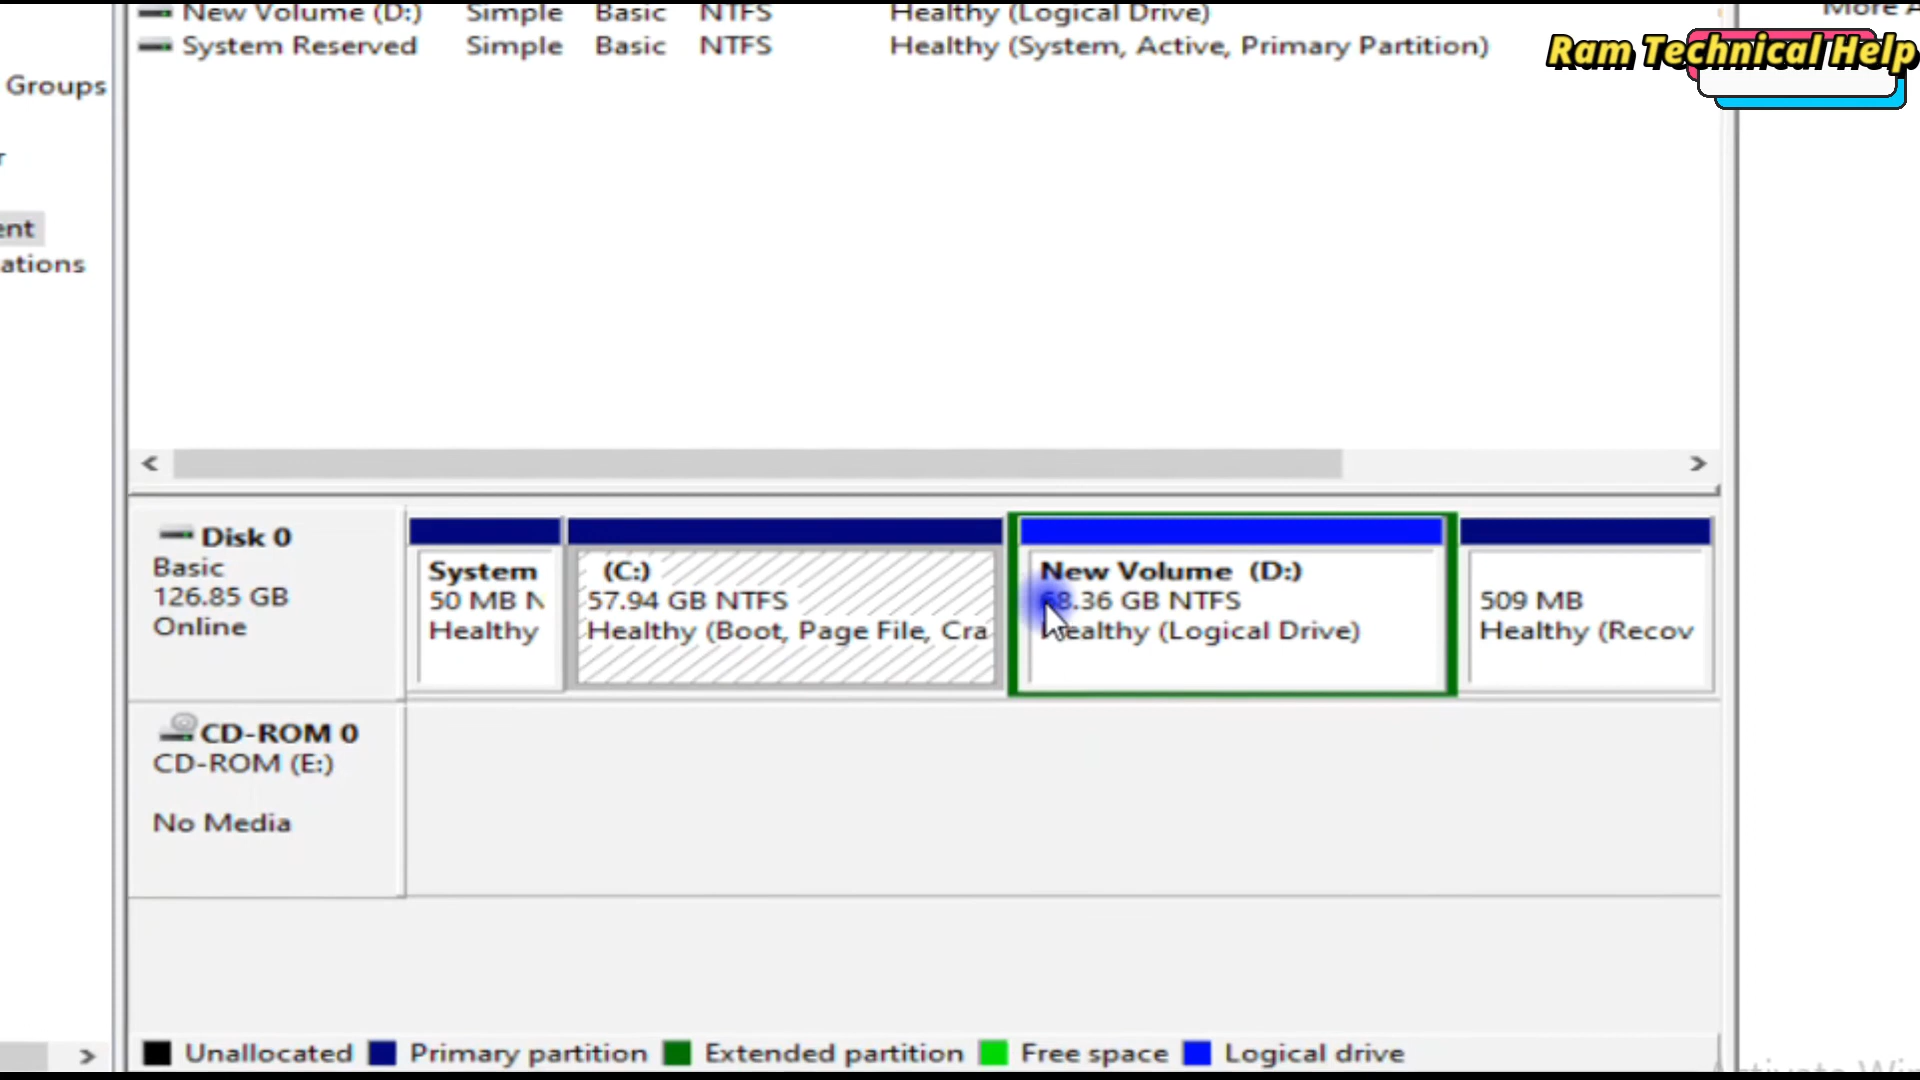 New Volume (D:) Simple Basic NTFS Healthy (Logical Drive)
More A
System Reserved Simple Basic NTFS Healthy (System, Active, Primary Partition)
Ram Technical Help
Groups
r
ent
ations
Disk 0
Basic
126.85 GB
Online
System
50 MB N
Healthy
(C:)
57.94 GB NTFS
Healthy (Boot, Page File, Cra
New Volume (D:)
68.36 GB NTFS
Healthy (Logical Drive)
509 MB
Healthy (Recov
CD-ROM 0
CD-ROM (E:)
No Media
Unallocated Primary partition Extended partition Free space Logical drive